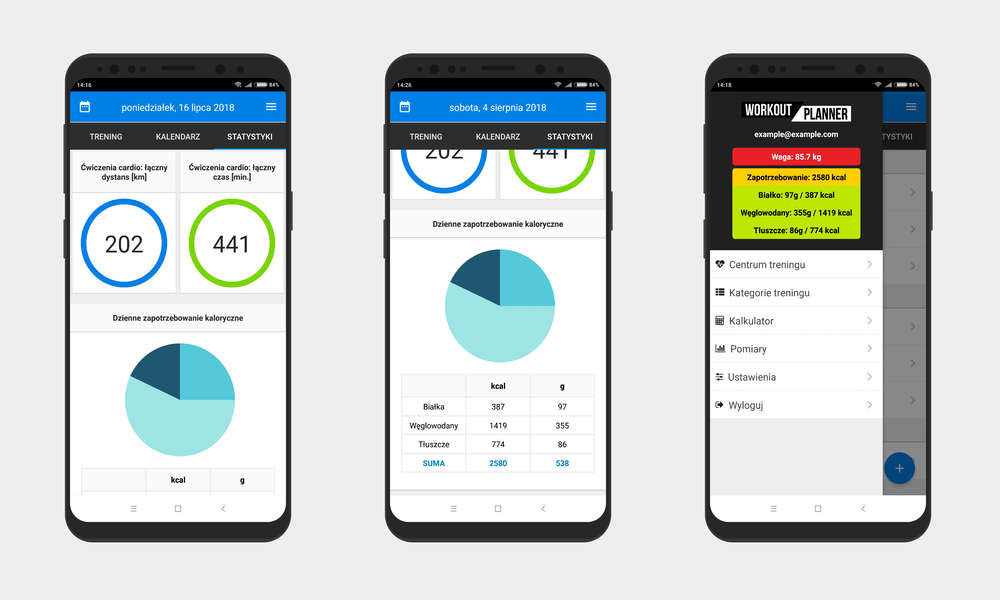 14:16
84%
poniedziałek, 16 lipca 2018
TRENING KALENDARZ STATYSTYKI
Ćwiczenia cardio: łączny
dystans [km]
Ćwiczenia cardio: łączny
czas [min.]
202
441
Dzienne zapotrzebowanie kaloryczne
kcal g
14:26
84%
sobota, 4 sierpnia 2018
TRENING KALENDARZ STATYSTYKI
202
441
Dzienne zapotrzebowanie kaloryczne
kcal g
Białka 387 97
Węglowodany 1419 355
Tłuszcze 774 86
SUMA 2580 538
14:18
84%
WORKOUT PLANNER
example@example.com
Waga: 85.7 kg
Zapotrzebowanie: 2580 kcal
Białko: 97g / 387 kcal
Węglowodany: 355g / 1419 kcal
Tłuszcze: 86g / 774 kcal
TYSTYKI
Centrum treningu
Kategorie treningu
Kalkulator
Pomiary
Ustawienia
Wyloguj